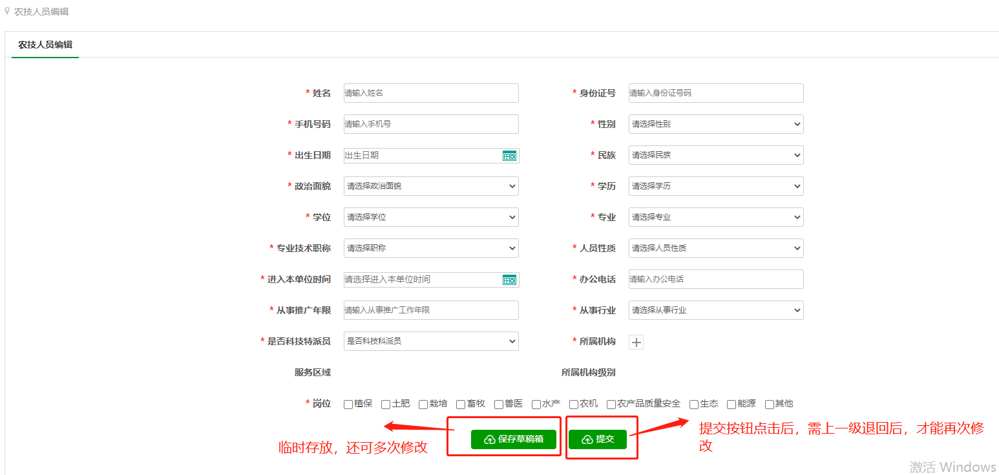 农技人员编辑
农技人员编辑
* 姓名 请输入姓名 * 身份证号 请输入身份证号码
* 手机号码 请输入手机号 * 性别 请选择性别
* 出生日期 出生日期 * 民族 请选择民族
* 政治面貌 请选择政治面貌 * 学历 请选择学历
* 学位 请选择学位 * 专业 请选择专业
* 专业技术职称 请选择职称 * 人员性质 请选择人员性质
* 进入本单位时间 请选择进入本单位时间 * 办公电话 请输入办公电话
* 从事推广年限 请输入从事推广工作年限 * 从事行业 请选择从事行业
* 是否科技特派员 是否科技科派员 * 所属机构
服务区域 所属机构级别
* 岗位 植保 土肥 栽培 畜牧 兽医 水产 农机 农产品质量安全 生态 能源 其他
临时存放，还可多次修改 保存草稿箱 提交 提交按钮点击后，需上一级退回后，才能再次修
改
激活 Windows